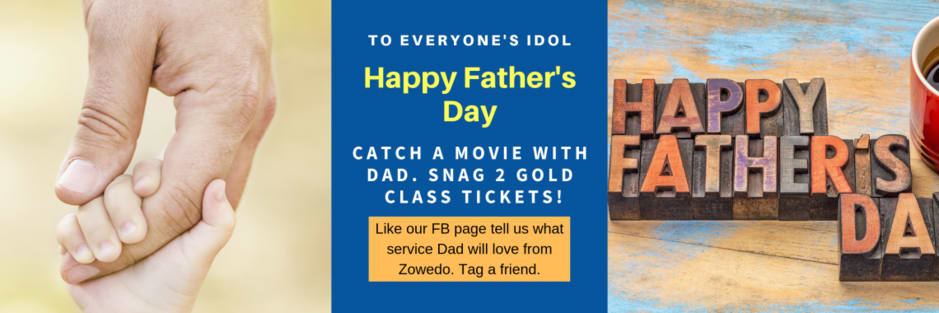 TO EVERYONE'S IDOL
Happy Father's
Day
CATCH A MOVIE WITH
DAD. SNAG 2 GOLD
CLASS TICKETS!
Like our FB page tell us what
service Dad will love from
Zowedo. Tag a friend.
HAPPY
FATHER'S
DA